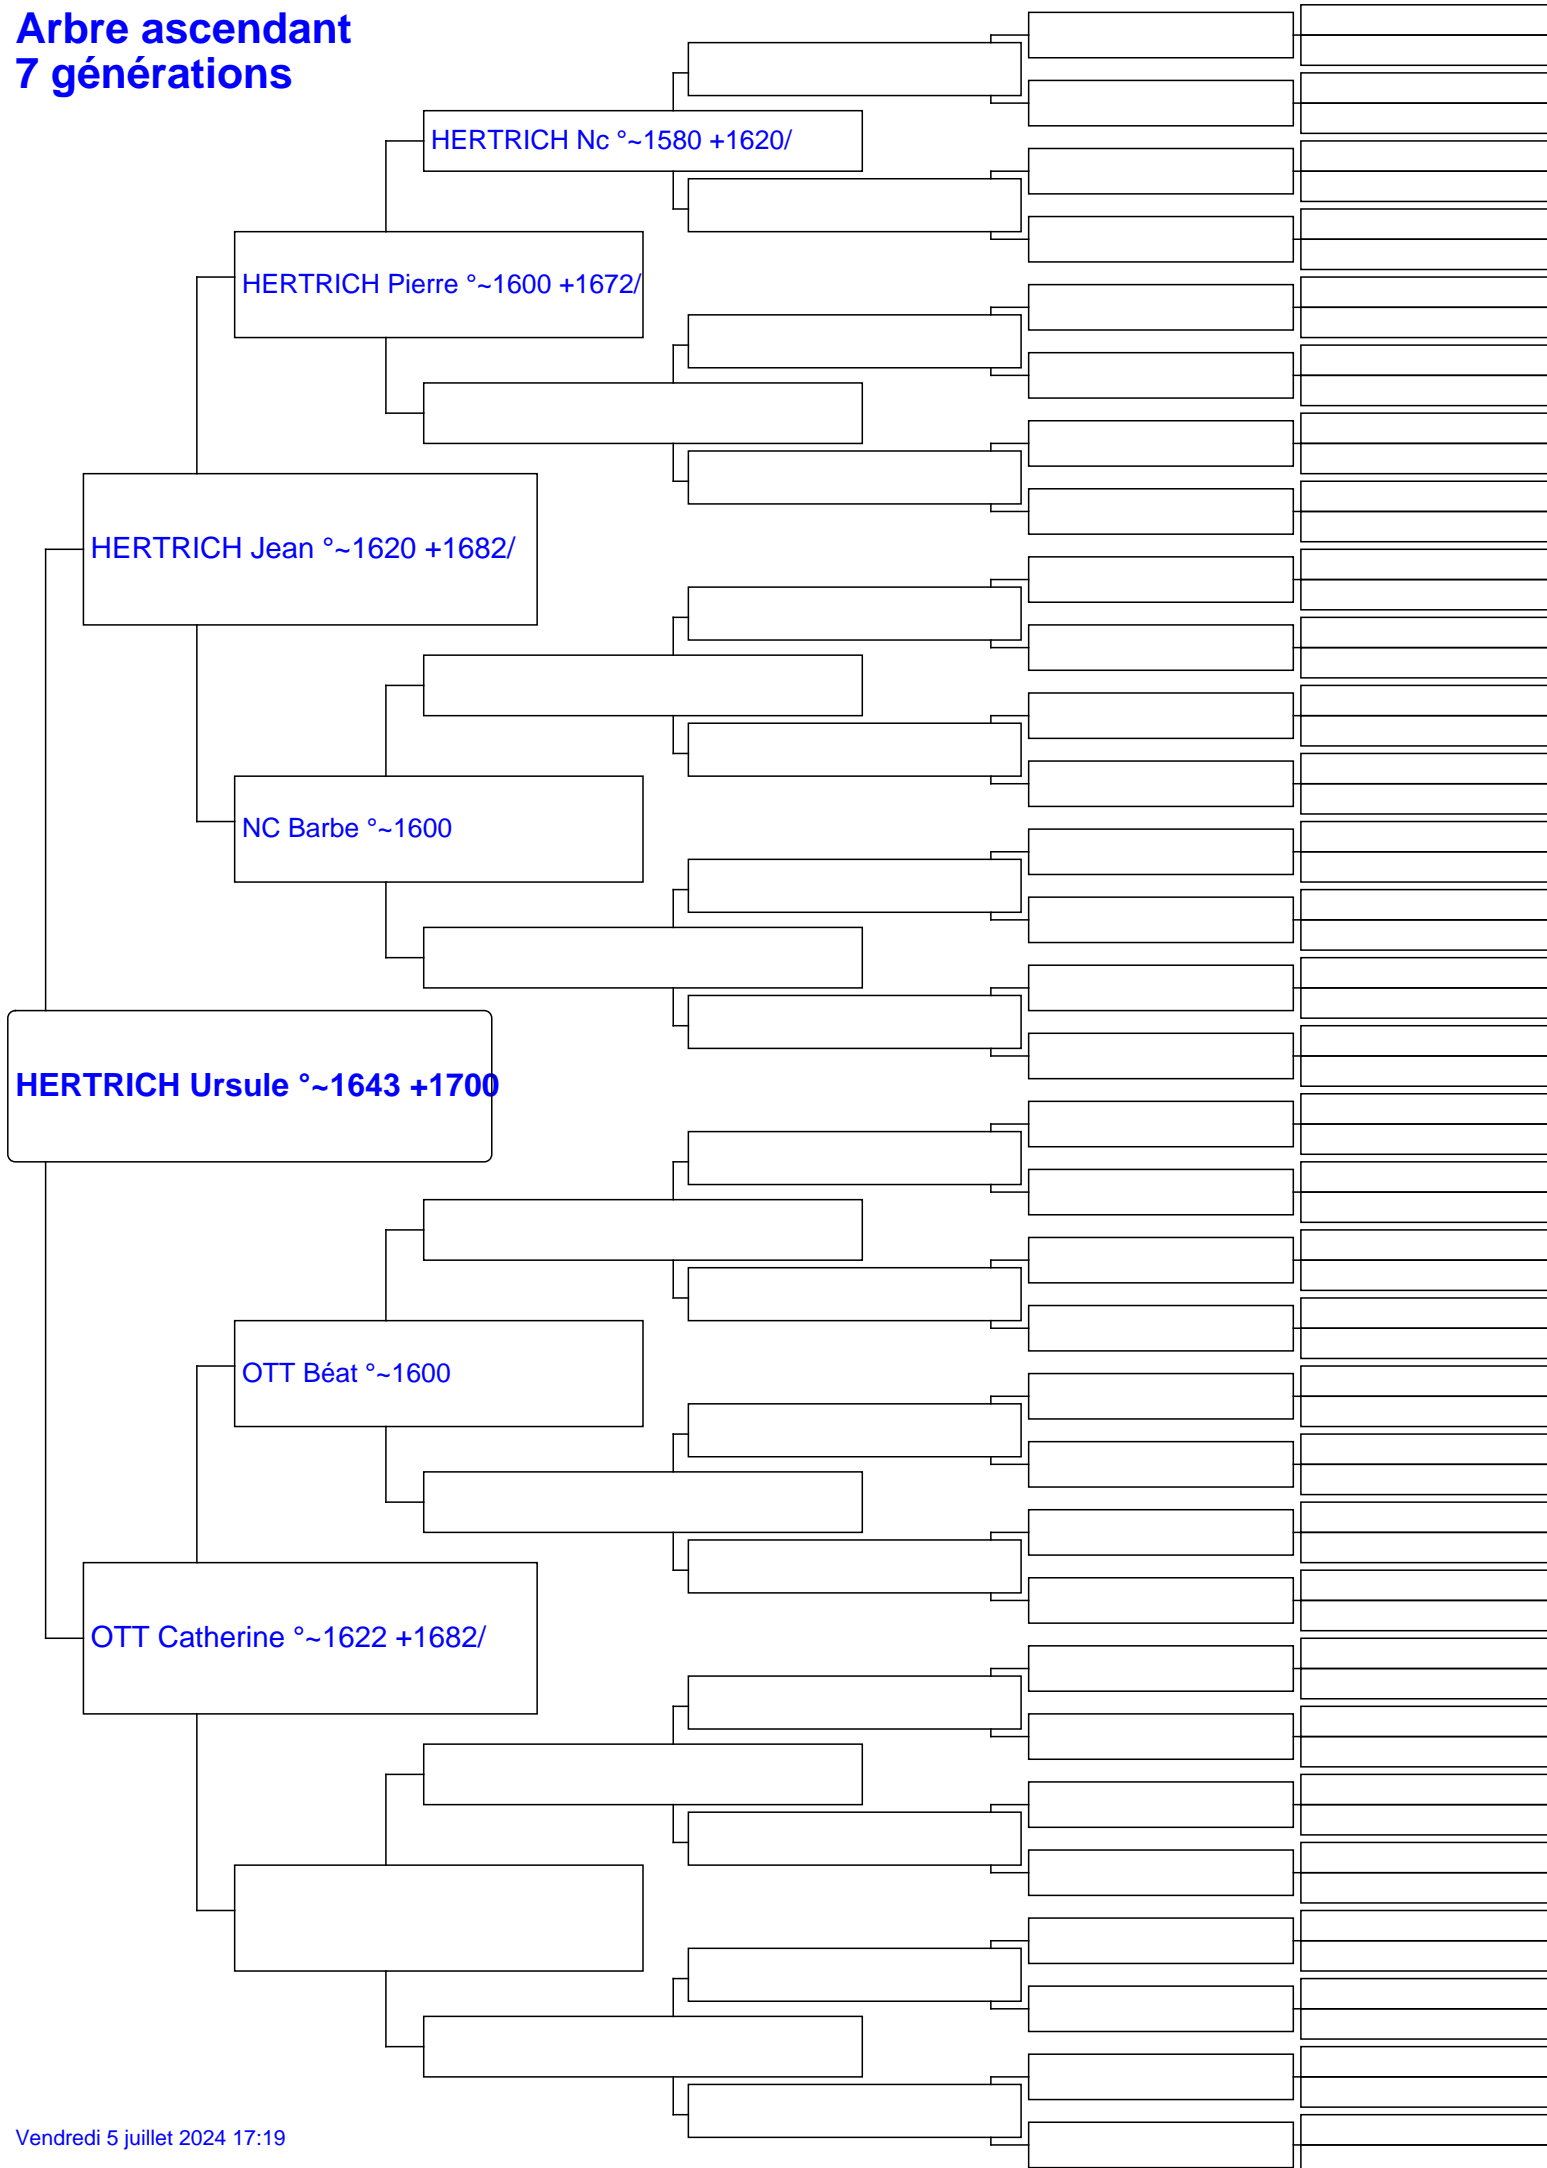 Arbre ascendant
7 générations
HERTRICH Nc °~1580 +1620/
HERTRICH Pierre °~1600 +1672/
HERTRICH Jean °~1620 +1682/
NC Barbe °~1600
HERTRICH Ursule °~1643 +1700
OTT Béat °~1600
OTT Catherine °~1622 +1682/
Vendredi 5 juillet 2024 17:19